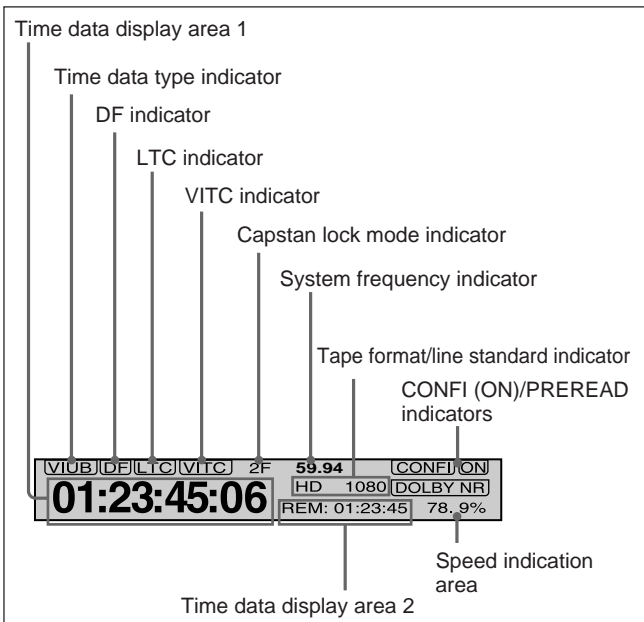 Time data display area 1
Time data type indicator
DF indicator
LTC indicator
VITC indicator
Capstan lock mode indicator
System frequency indicator
Tape format/line standard indicator
CONFI (ON)/PREREAD
indicators
VIUB DF LTC VITC 2F 59.94 CONFI ON
01:23:45:06 HD 1080 DOLBY NR
REM: 01:23:45 78.9%
Speed indication
area
Time data display area 2